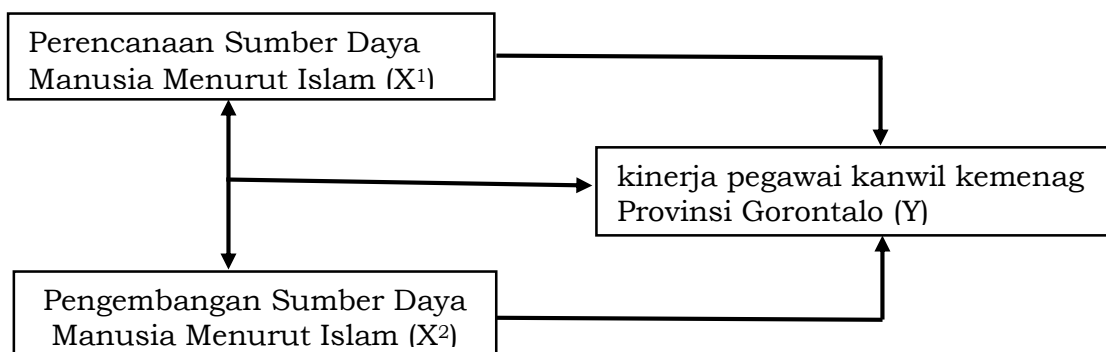 Perencanaan Sumber Daya
Manusia Menurut Islam (X¹)
kinerja pegawai kanwil kemenag
Provinsi Gorontalo (Y)
Pengembangan Sumber Daya
Manusia Menurut Islam (X²)